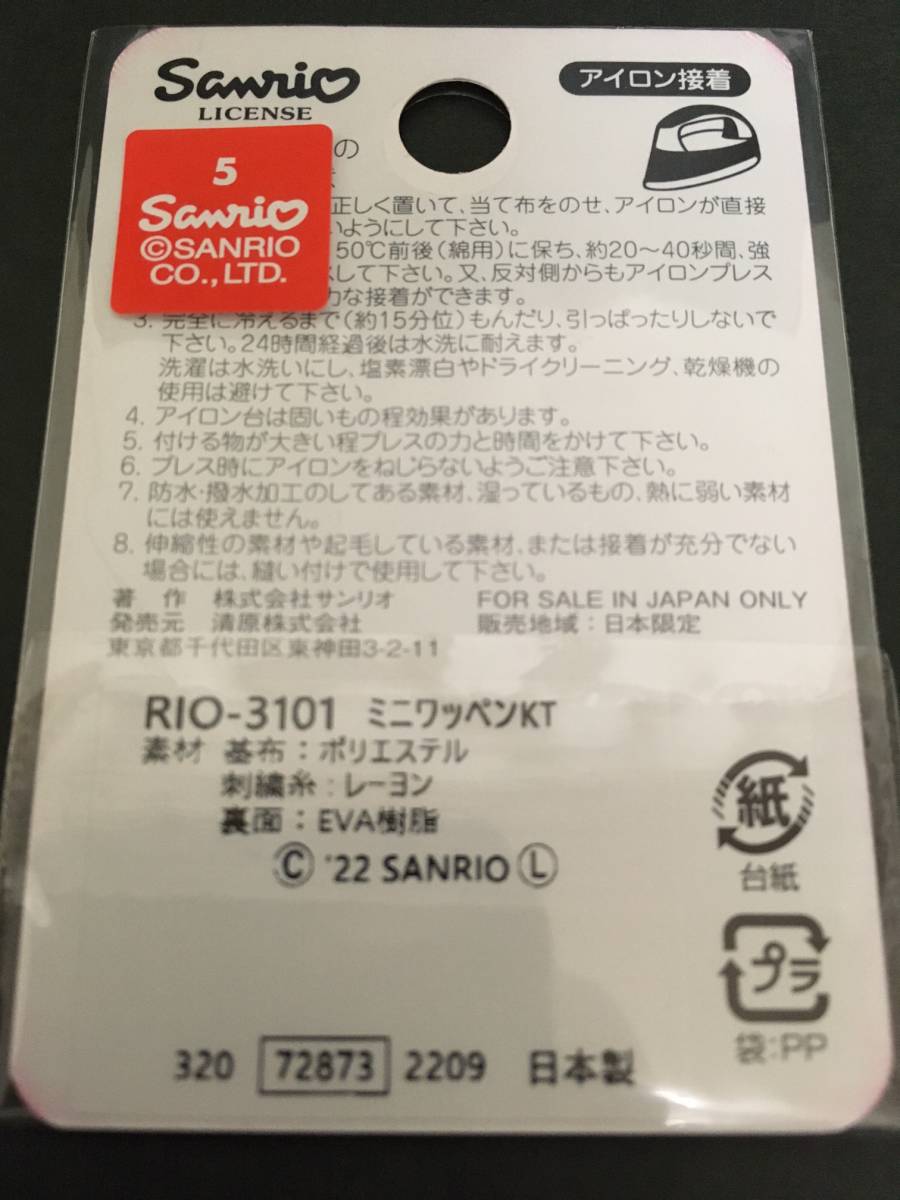 Sanrio
LICENSE
アイロン接着
5
Sanrio
©SANRIO
CO., LTD.
の
正しく置いて、当て布をのせ、アイロンが直接
いようにして下さい。
50℃前後(綿用)に保ち、約20〜40秒間、強
して下さい。又、反対側からもアイロンプレス
力な接着ができます。
3. 完全に冷えるまで(約15分位)もんだり、引っぱったりしないで
下さい。24時間経過後は水洗に耐えます。
洗濯は水洗いにし、塩素漂白やドライクリーニング、乾燥機の
使用は避けて下さい。
4. アイロン台は固いもの程効果があります。
5. 付ける物が大きい程プレスの力と時間をかけて下さい。
6. プレス時にアイロンをねじらないようご注意下さい。
7. 防水・撥水加工のしてある素材、湿っているもの、熱に弱い素材
には使えません。
8. 伸縮性の素材や起毛している素材、または接着が充分でない
場合には、縫い付けで使用して下さい。
著 作 株式会社サンリオ FOR SALE IN JAPAN ONLY
発売元 清原株式会社 販売地域:日本限定
東京都千代田区東神田3-2-11
RIO-3101 ミニワッペンKT
素材 基布:ポリエステル
刺繍糸:レーヨン
裏面:EVA樹脂
Ⓒ '22 SANRIO Ⓛ
紙
台紙
プラ
袋:PP
320 72873 2209 日本製